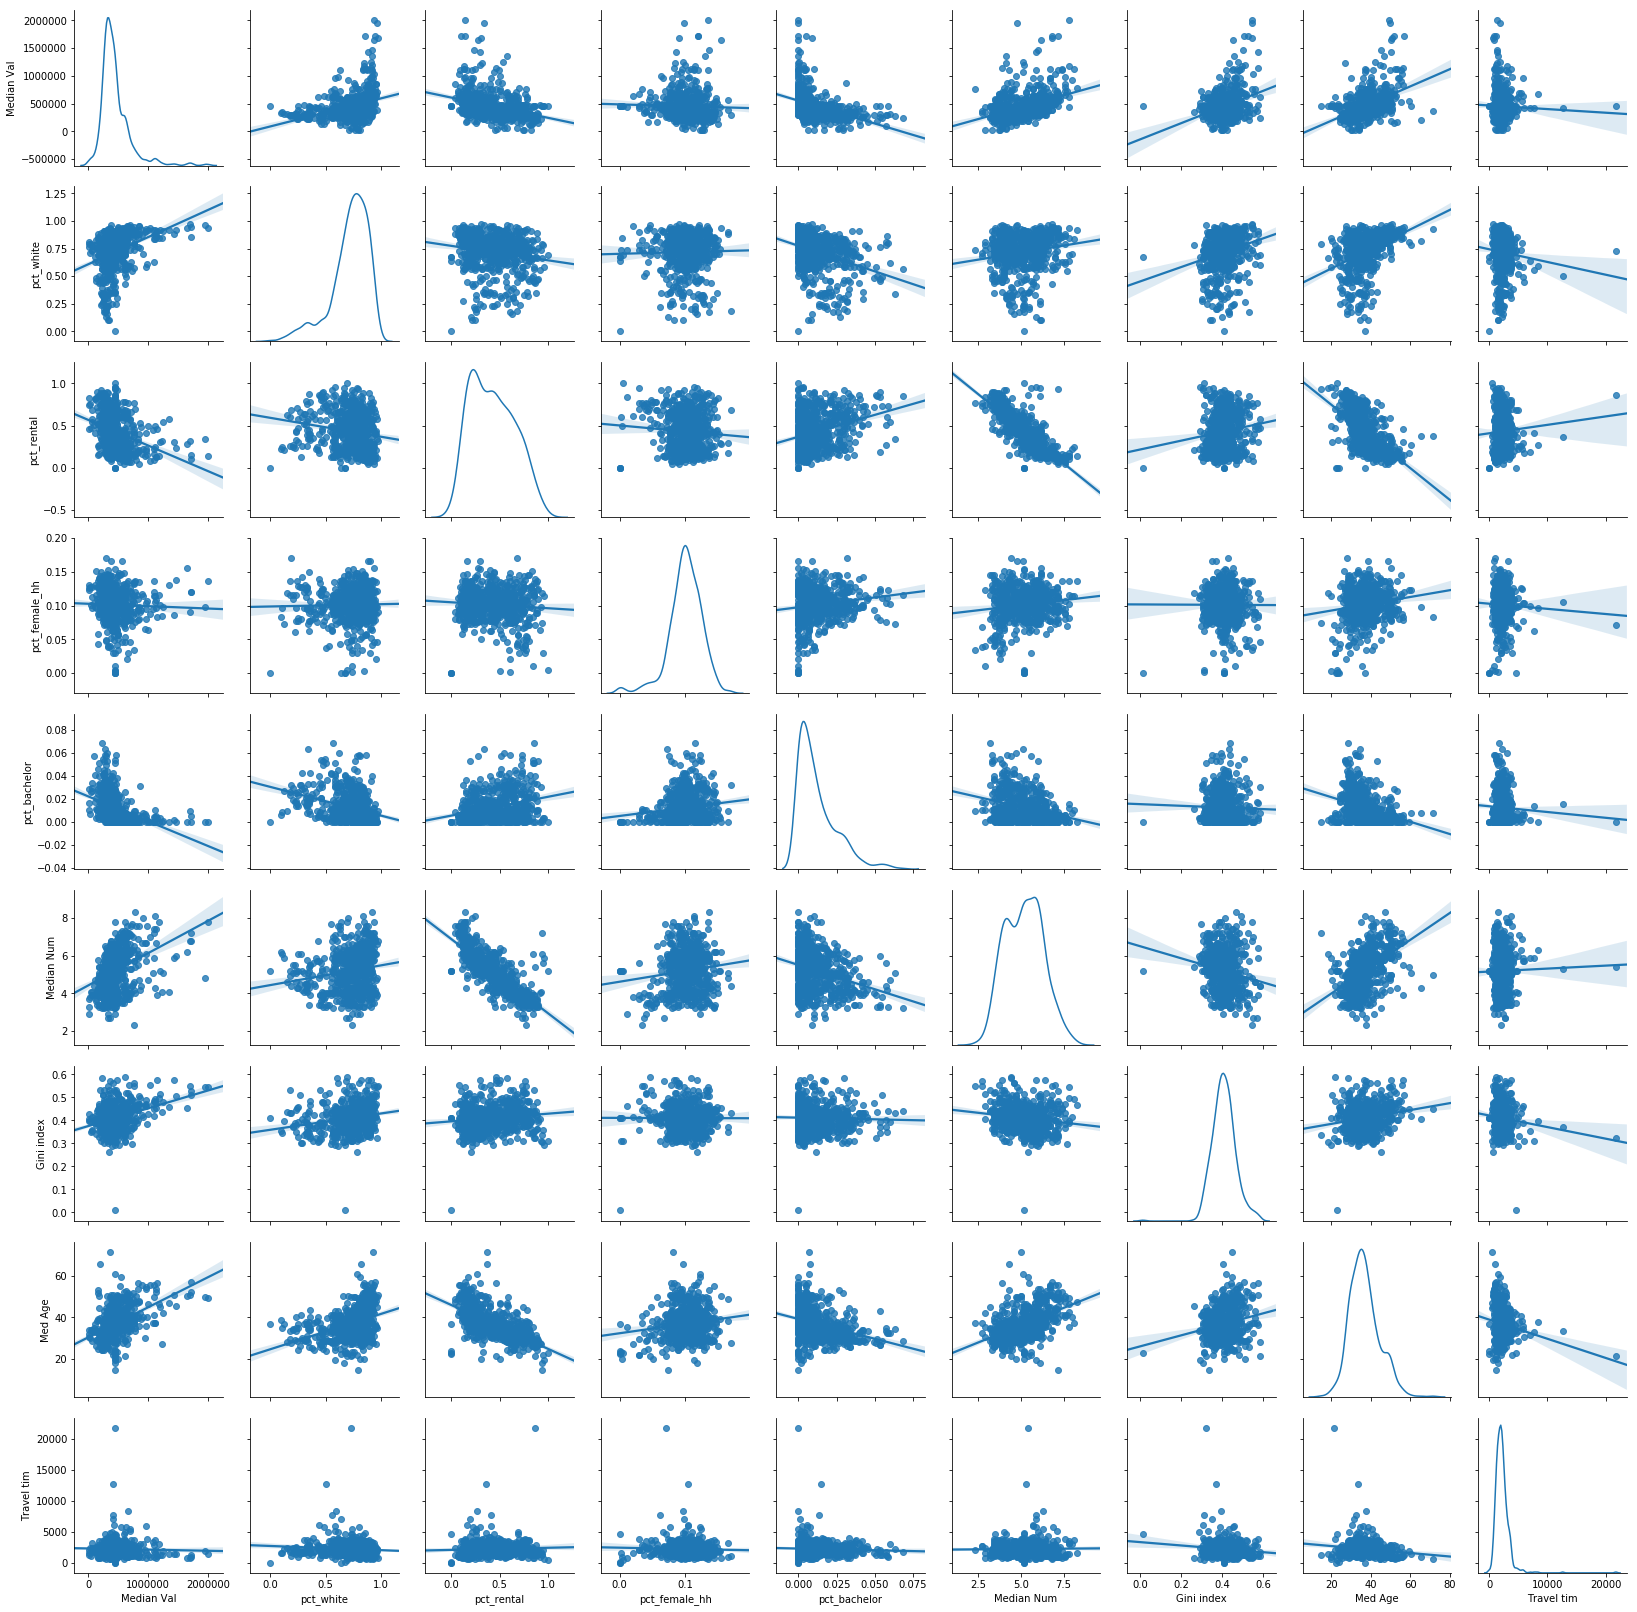 2000000
1500000
1000000
500000
0
−500000
Median Val
1.25
1.00
0.75
0.50
0.25
0.00
pct_white
1.0
0.5
0.0
−0.5
pct_rental
0.20
0.15
0.10
0.05
0.00
pct_female_hh
0.08
0.06
0.04
0.02
0.00
−0.02
−0.04
pct_bachelor
8
6
4
2
Median Num
0.6
0.5
0.4
0.3
0.2
0.1
0.0
Gini index
60
40
20
Med Age
20000
15000
10000
5000
0
Travel tim
0 1000000 2000000
0.0 0.5 1.0
0.0 0.5 1.0
0.0 0.1
0.000 0.025 0.050 0.075
2.5 5.0 7.5
0.0 0.2 0.4 0.6
20 40 60 80
0 10000 20000
Median Val
pct_white
pct_rental
pct_female_hh
pct_bachelor
Median Num
Gini index
Med Age
Travel tim